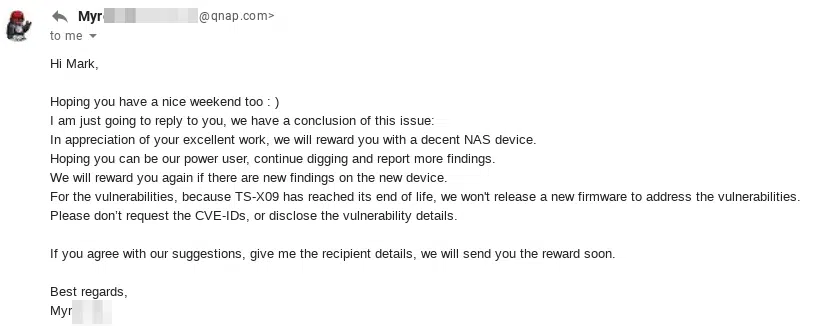 Myr @qnap.com>
to me
Hi Mark,
Hoping you have a nice weekend too : )
I am just going to reply to you, we have a conclusion of this issue:
In appreciation of your excellent work, we will reward you with a decent NAS device.
Hoping you can be our power user, continue digging and report more findings.
We will reward you again if there are new findings on the new device.
For the vulnerabilities, because TS-X09 has reached its end of life, we won't release a new firmware to address the vulnerabilities.
Please don’t request the CVE-IDs, or disclose the vulnerability details.
If you agree with our suggestions, give me the recipient details, we will send you the reward soon.
Best regards,
Myr